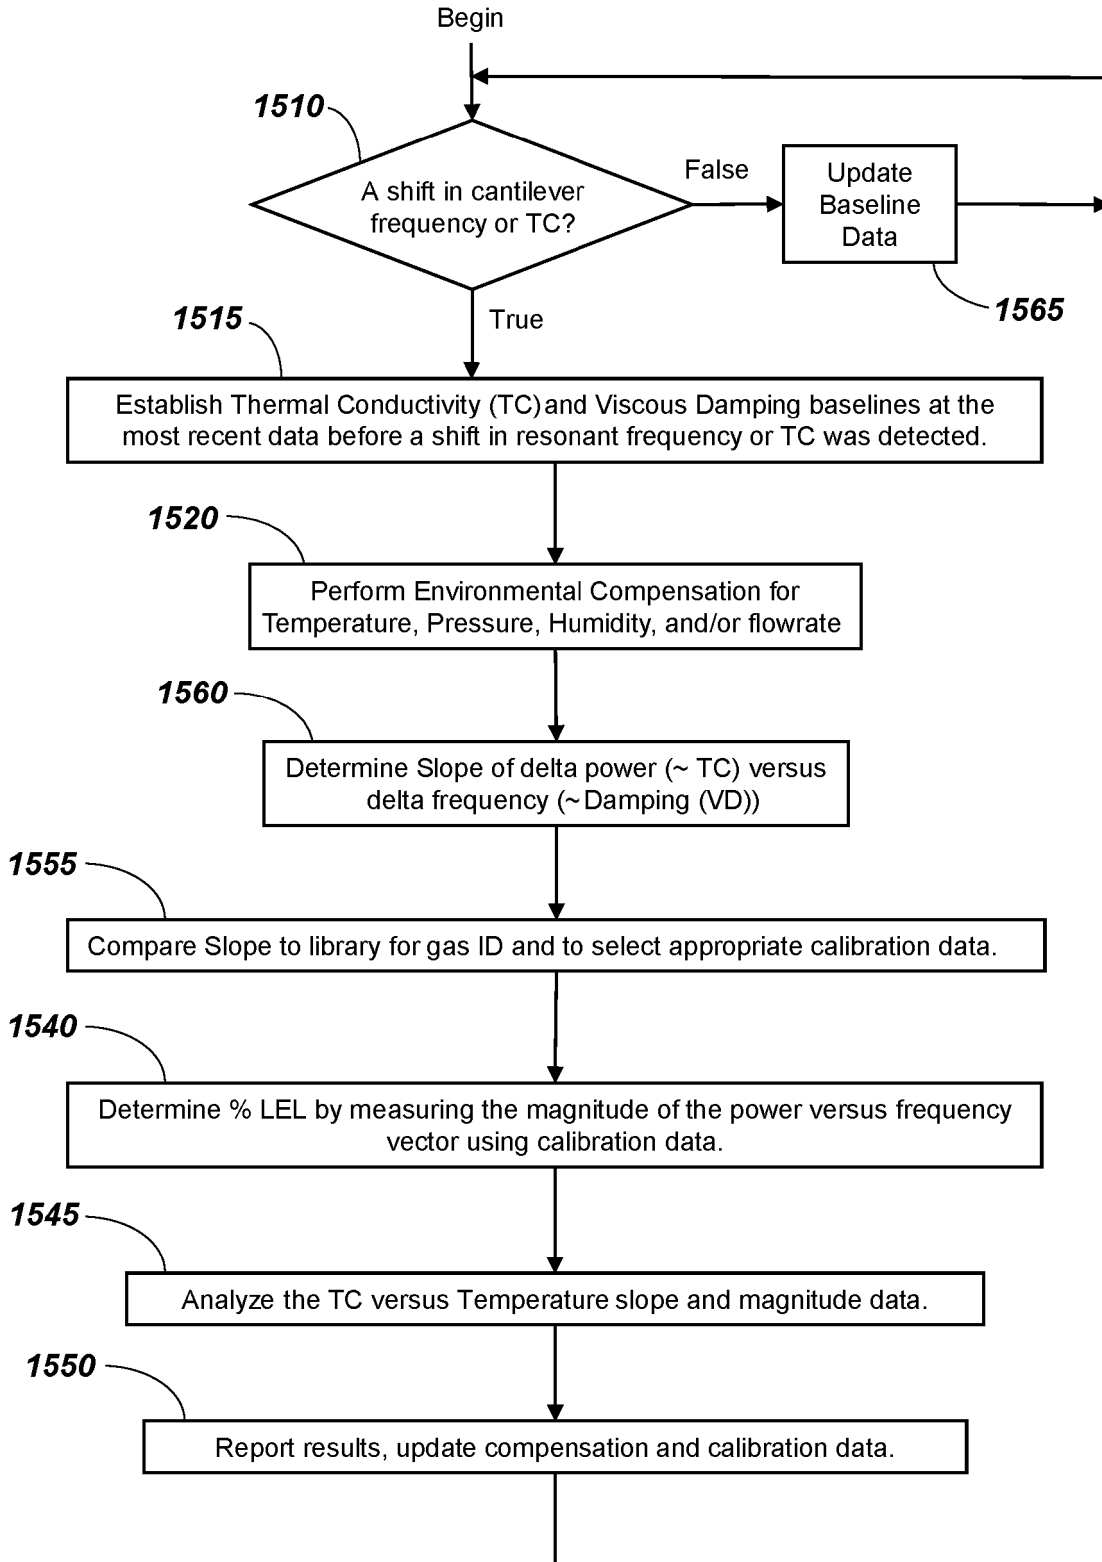 Begin
1510
A shift in cantilever
frequency or TC?
False
Update
Baseline
Data
1565
True
1515
Establish Thermal Conductivity (TC) and Viscous Damping baselines at the
most recent data before a shift in resonant frequency or TC was detected.
1520
Perform Environmental Compensation for
Temperature, Pressure, Humidity, and/or flowrate
1560
Determine Slope of delta power (~ TC) versus
delta frequency (~Damping (VD))
1555
Compare Slope to library for gas ID and to select appropriate calibration data.
1540
Determine % LEL by measuring the magnitude of the power versus frequency
vector using calibration data.
1545
Analyze the TC versus Temperature slope and magnitude data.
1550
Report results, update compensation and calibration data.